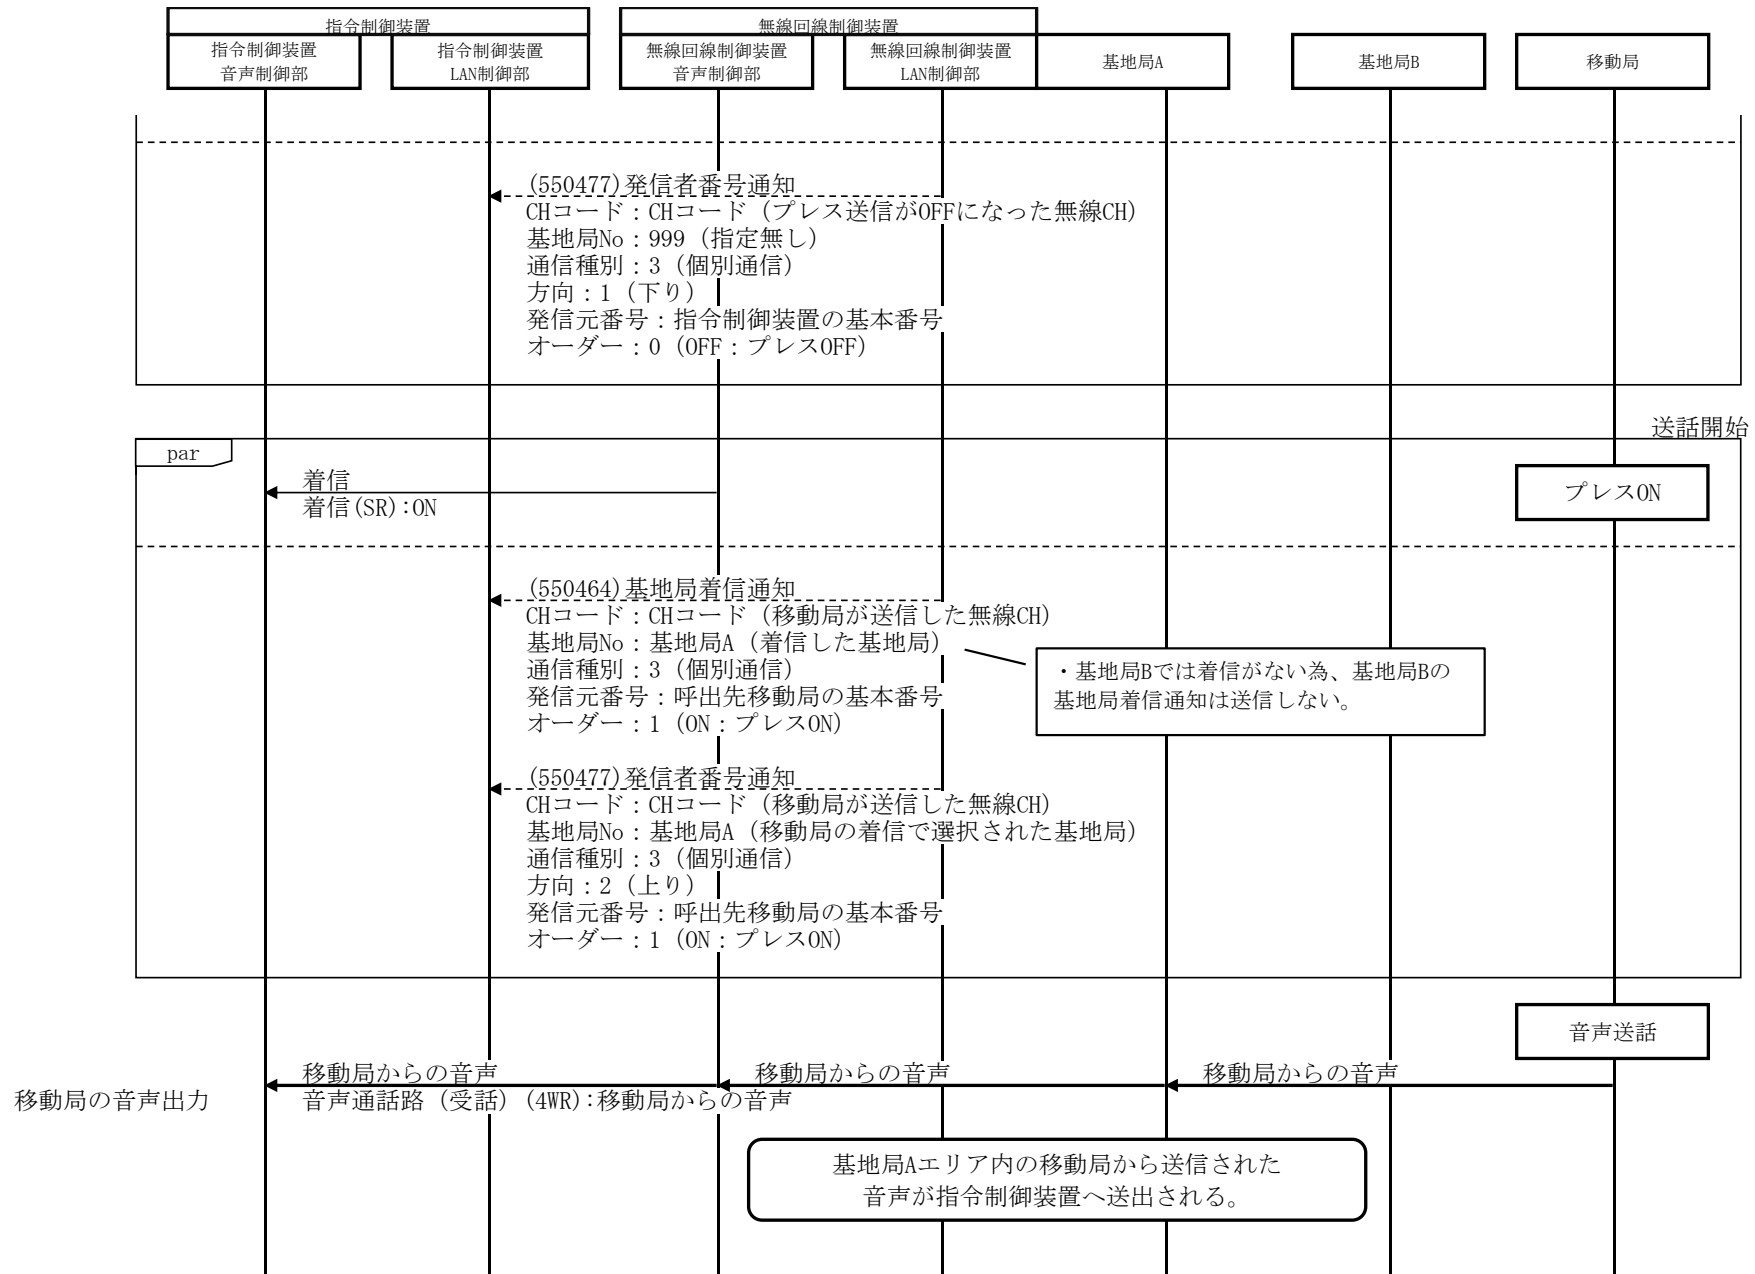 指令制御装置
無線回線制御装置
指令制御装置
音声制御部
指令制御装置
LAN制御部
無線回線制御装置
音声制御部
無線回線制御装置
LAN制御部
基地局A
基地局B
移動局
(550477)発信者番号通知
CHコード：CHコード（プレス送信がOFFになった無線CH）
基地局No：999（指定無し）
通信種別：3（個別通信）
方向：1（下り）
発信元番号：指令制御装置の基本番号
オーダー：0（OFF：プレスOFF）
送話開始
par
着信
着信(SR):ON
プレスON
(550464)基地局着信通知
CHコード：CHコード（移動局が送信した無線CH）
基地局No：基地局A（着信した基地局）
通信種別：3（個別通信）
発信元番号：呼出先移動局の基本番号
オーダー：1（ON：プレスON）
・基地局Bでは着信がない為、基地局Bの
基地局着信通知は送信しない。
(550477)発信者番号通知
CHコード：CHコード（移動局が送信した無線CH）
基地局No：基地局A（移動局の着信で選択された基地局）
通信種別：3（個別通信）
方向：2（上り）
発信元番号：呼出先移動局の基本番号
オーダー：1（ON：プレスON）
音声送話
移動局からの音声
移動局からの音声
移動局からの音声
移動局の音声出力
音声通話路（受話）(4WR):移動局からの音声
基地局Aエリア内の移動局から送信された
音声が指令制御装置へ送出される。